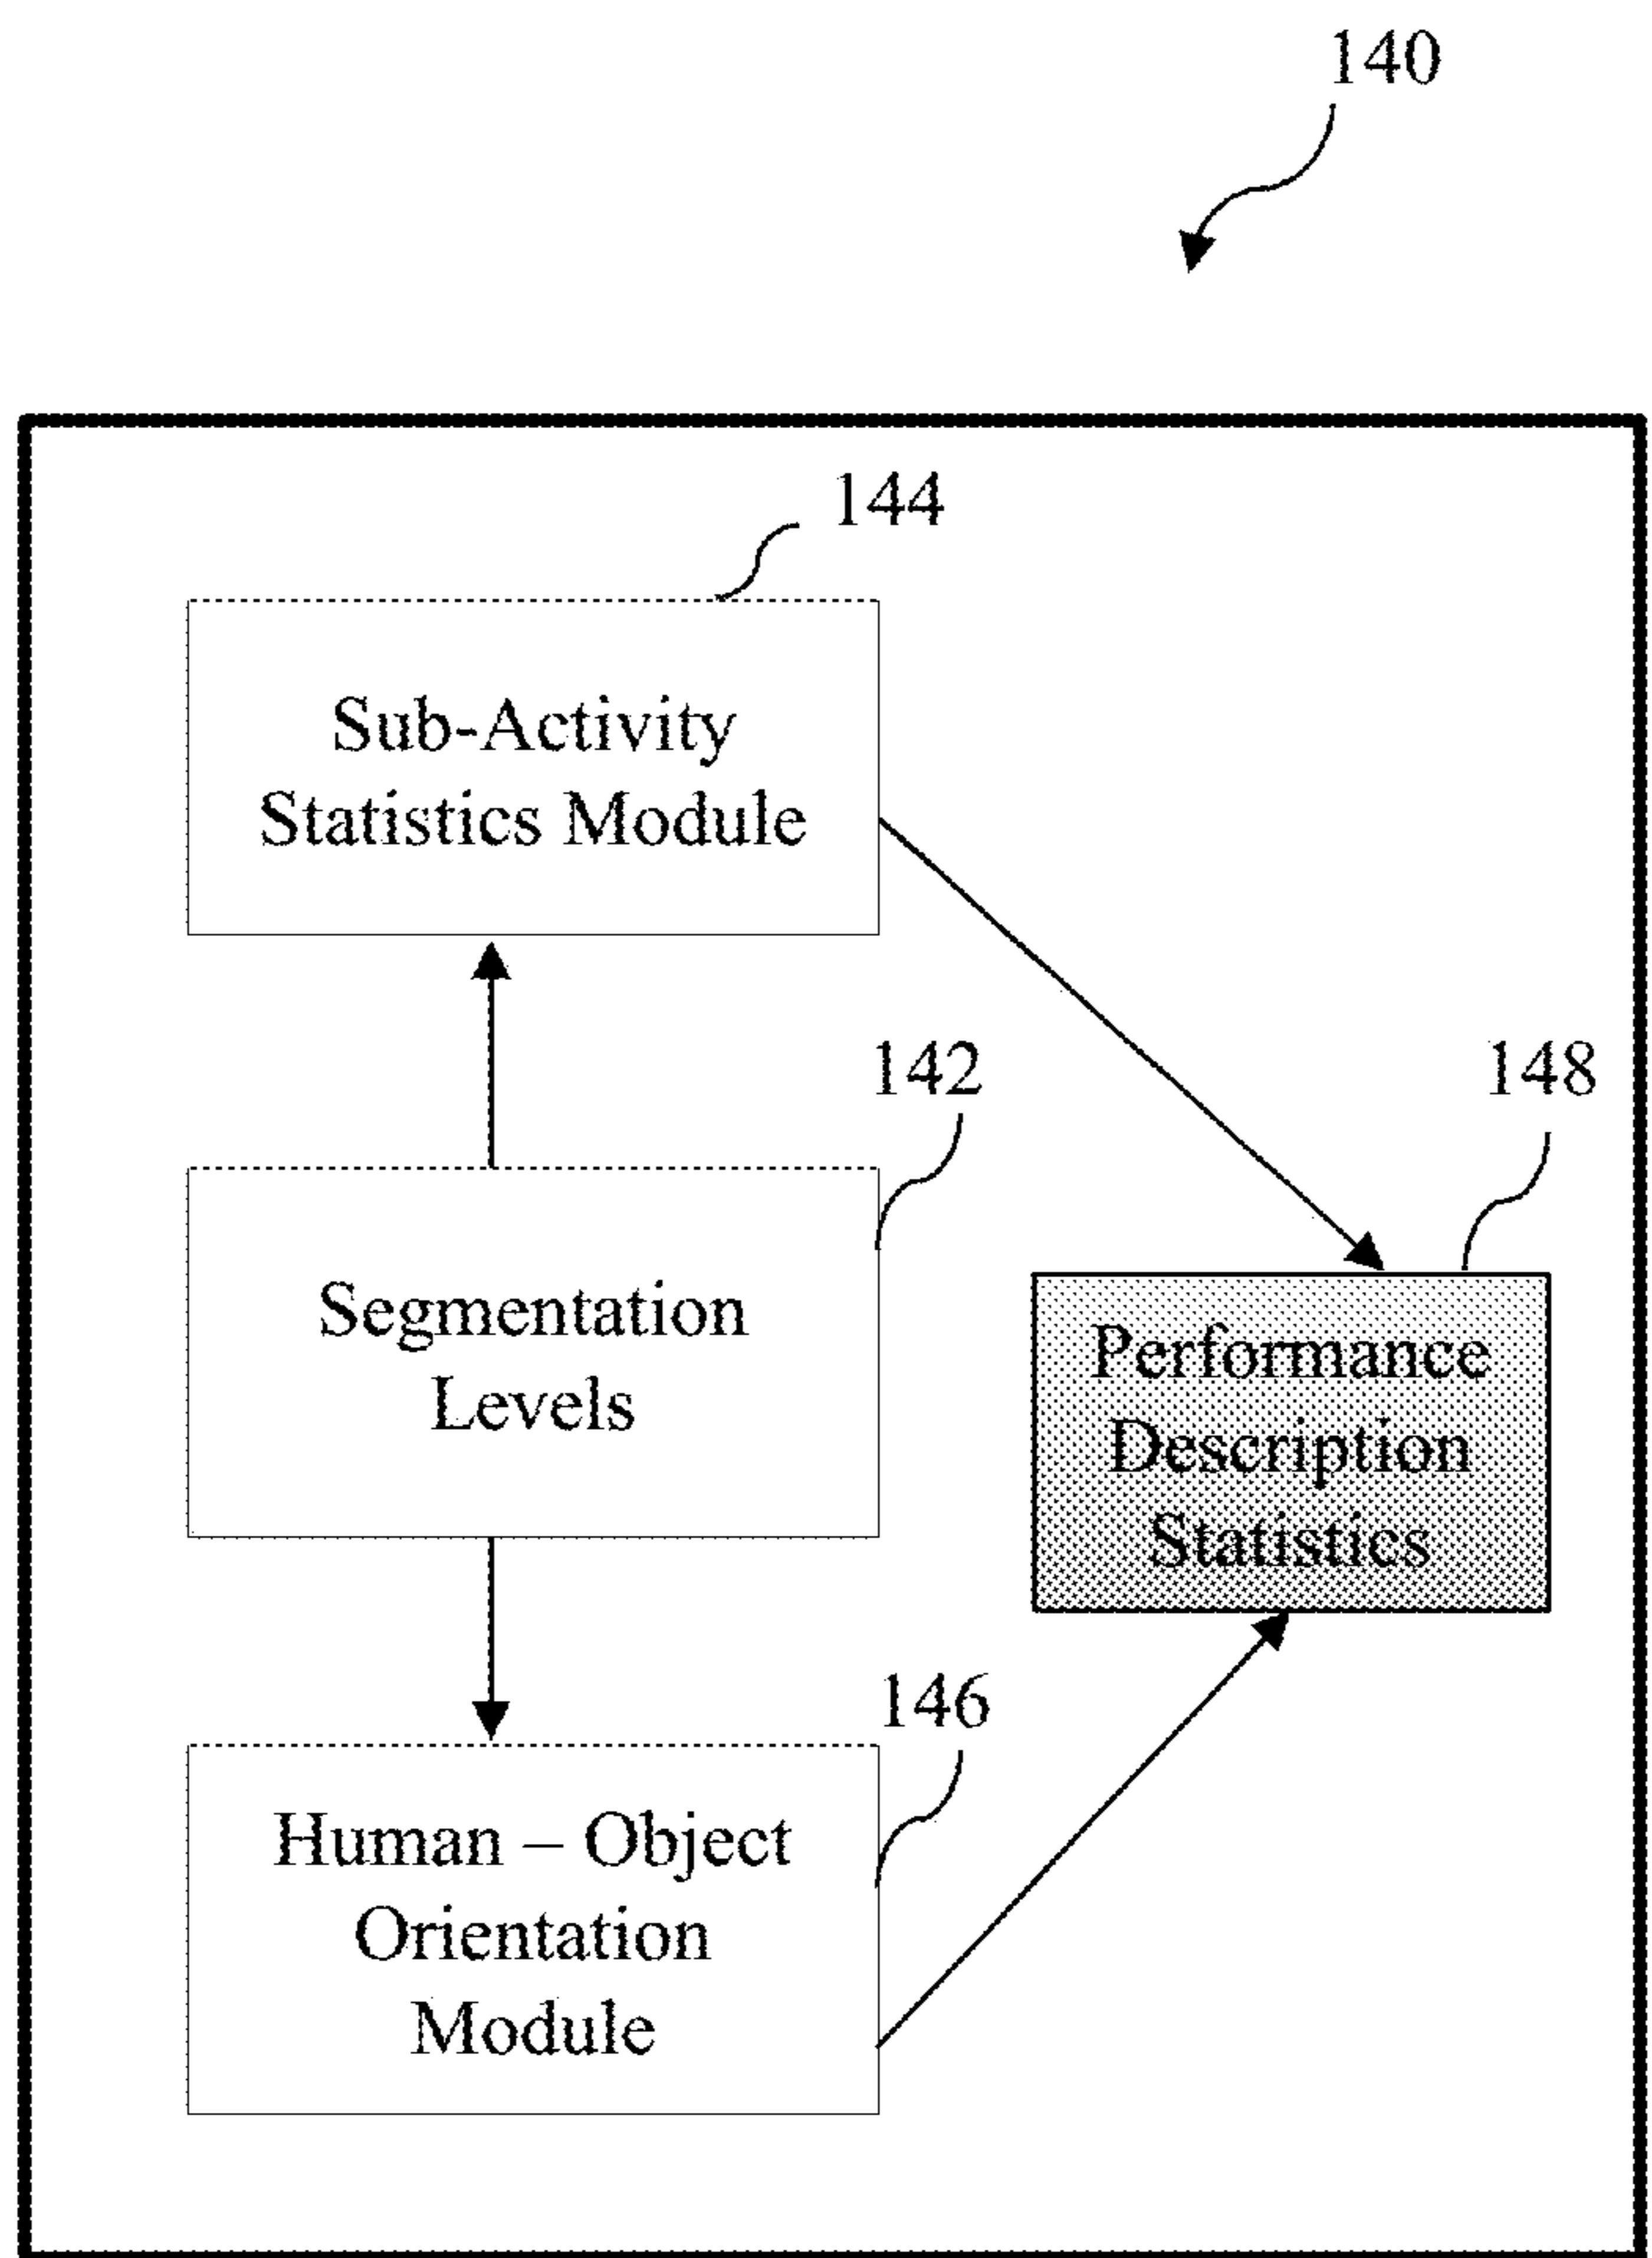 140
144
Sub-Activity
Statistics Module
142
148
Segmentation
Levels
Performance
Description
Statistics
146
Human – Object
Orientation
Module